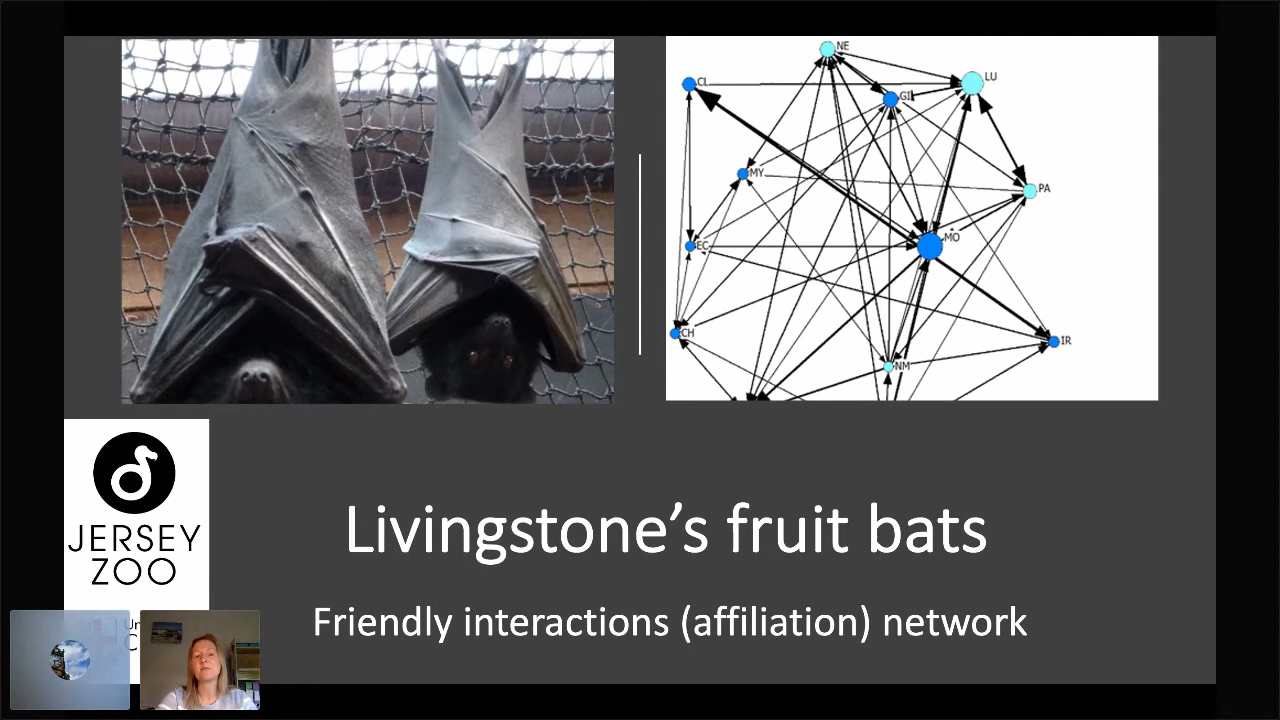 NE
CL
LU
GI
MY
PA
MO
EC
CH
IR
NM
JERSEY
ZOO
Livingstone's fruit bats
Friendly interactions (affiliation) network